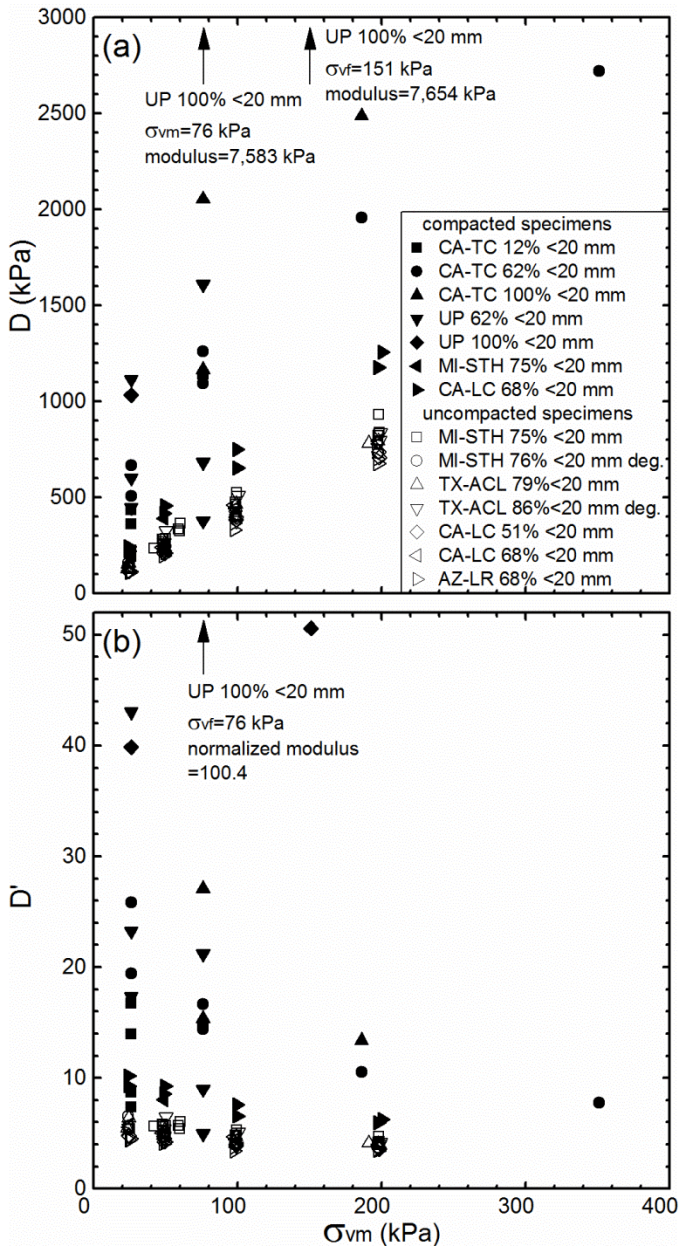 (a)
UP 100% <20 mm
σvf=151 kPa
modulus=7,654 kPa
UP 100% <20 mm
σvm=76 kPa
modulus=7,583 kPa
3000
2500
2000
1500
1000
500
0
D (kPa)
compacted specimens
CA-TC 12% <20 mm
CA-TC 62% <20 mm
CA-TC 100% <20 mm
UP 62% <20 mm
UP 100% <20 mm
MI-STH 75% <20 mm
CA-LC 68% <20 mm
uncompacted specimens
MI-STH 75% <20 mm
MI-STH 76% <20 mm deg.
TX-ACL 79%<20 mm
TX-ACL 86%<20 mm deg.
CA-LC 51% <20 mm
CA-LC 68% <20 mm
AZ-LR 68% <20 mm
(b)
UP 100% <20 mm
σvf=76 kPa
normalized modulus
=100.4
50
40
30
20
10
0
D'
0 100 200 300 400
σvm (kPa)